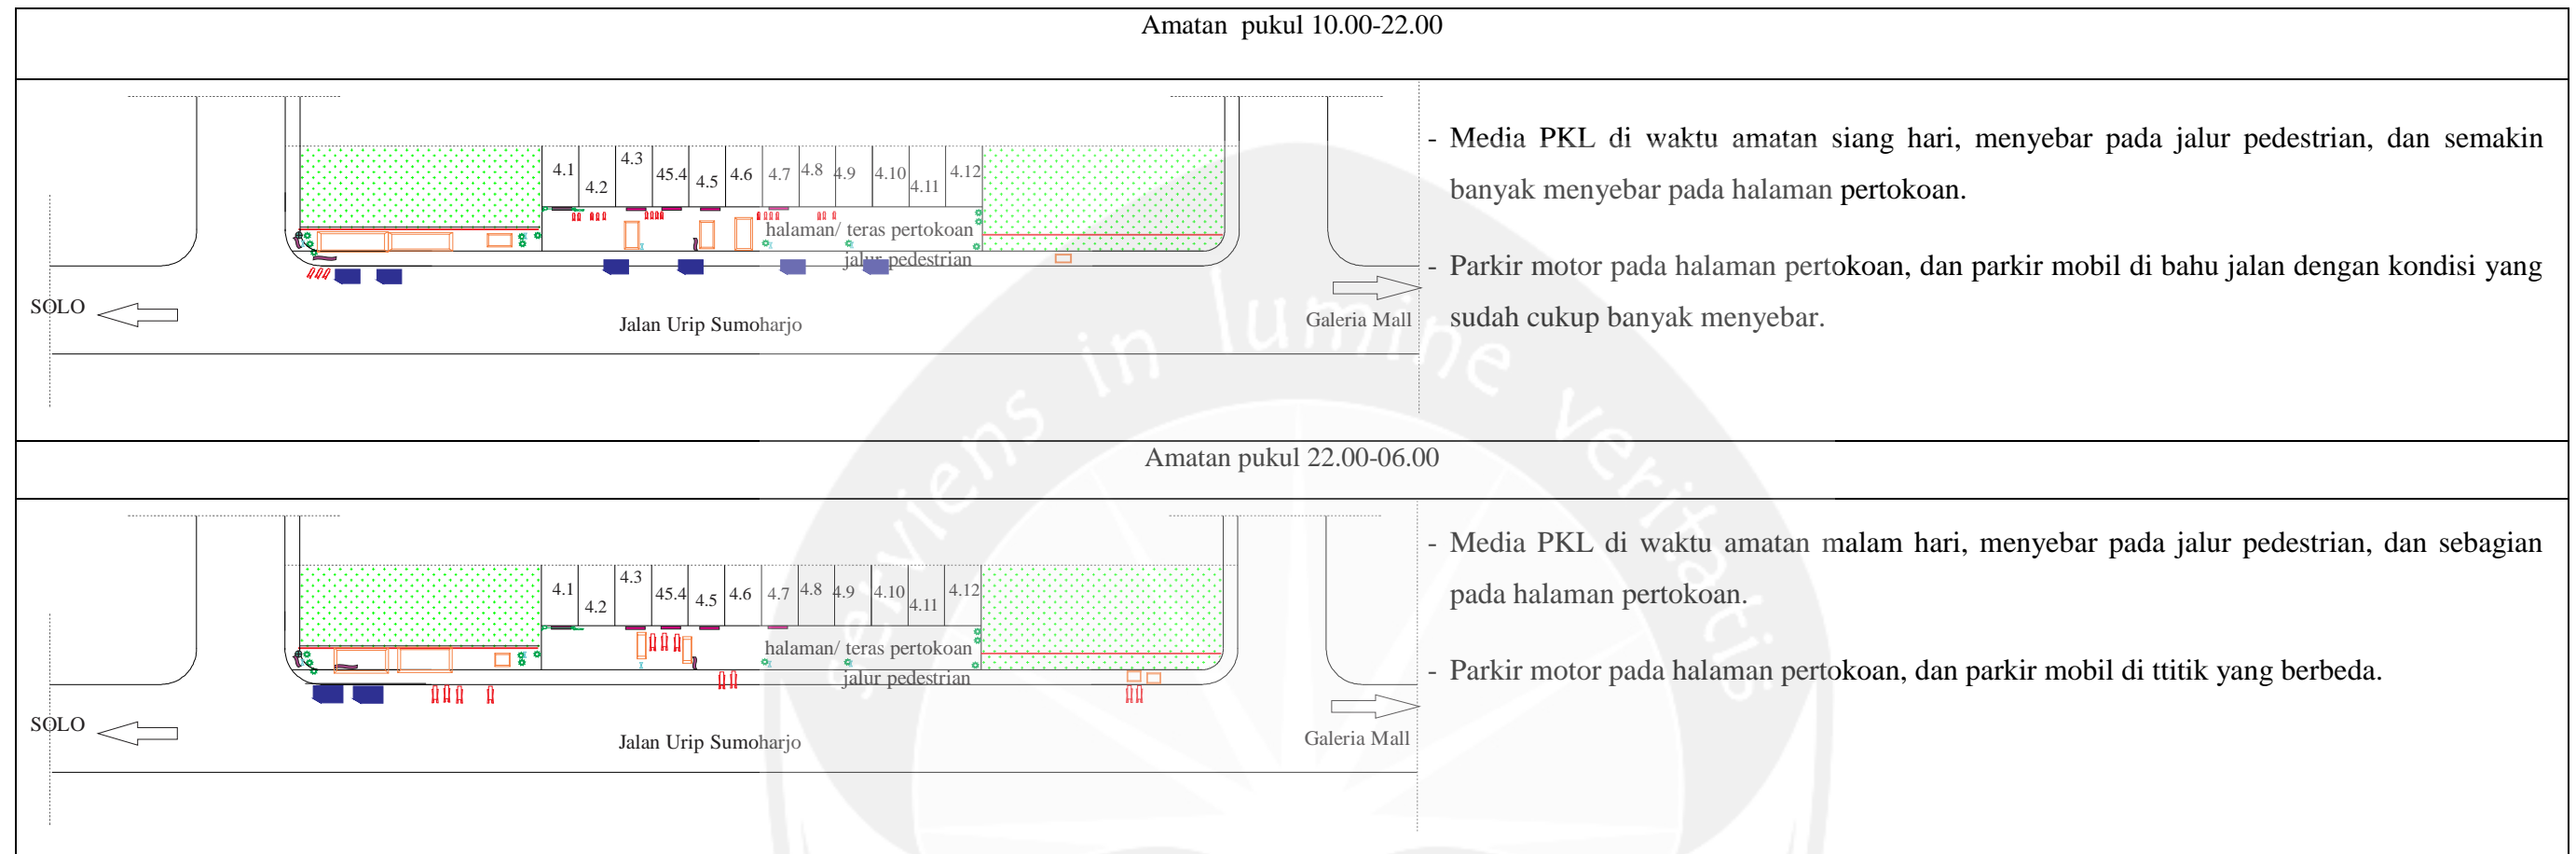 Amatan pukul 10.00-22.00
4.1
4.2
4.3
45.4
4.5
4.6
4.7
4.8
4.9
4.10
4.11
4.12
halaman/ teras pertokoan
jalur pedestrian
SOLO
Jalan Urip Sumoharjo
Galeria Mall
- Media PKL di waktu amatan siang hari, menyebar pada jalur pedestrian, dan semakin
banyak menyebar pada halaman pertokoan.
- Parkir motor pada halaman pertokoan, dan parkir mobil di bahu jalan dengan kondisi yang
sudah cukup banyak menyebar.
Amatan pukul 22.00-06.00
4.1
4.2
4.3
45.4
4.5
4.6
4.7
4.8
4.9
4.10
4.11
4.12
halaman/ teras pertokoan
jalur pedestrian
SOLO
Jalan Urip Sumoharjo
Galeria Mall
- Media PKL di waktu amatan malam hari, menyebar pada jalur pedestrian, dan sebagian
pada halaman pertokoan.
- Parkir motor pada halaman pertokoan, dan parkir mobil di ttitik yang berbeda.
serviens in lumine veritatis